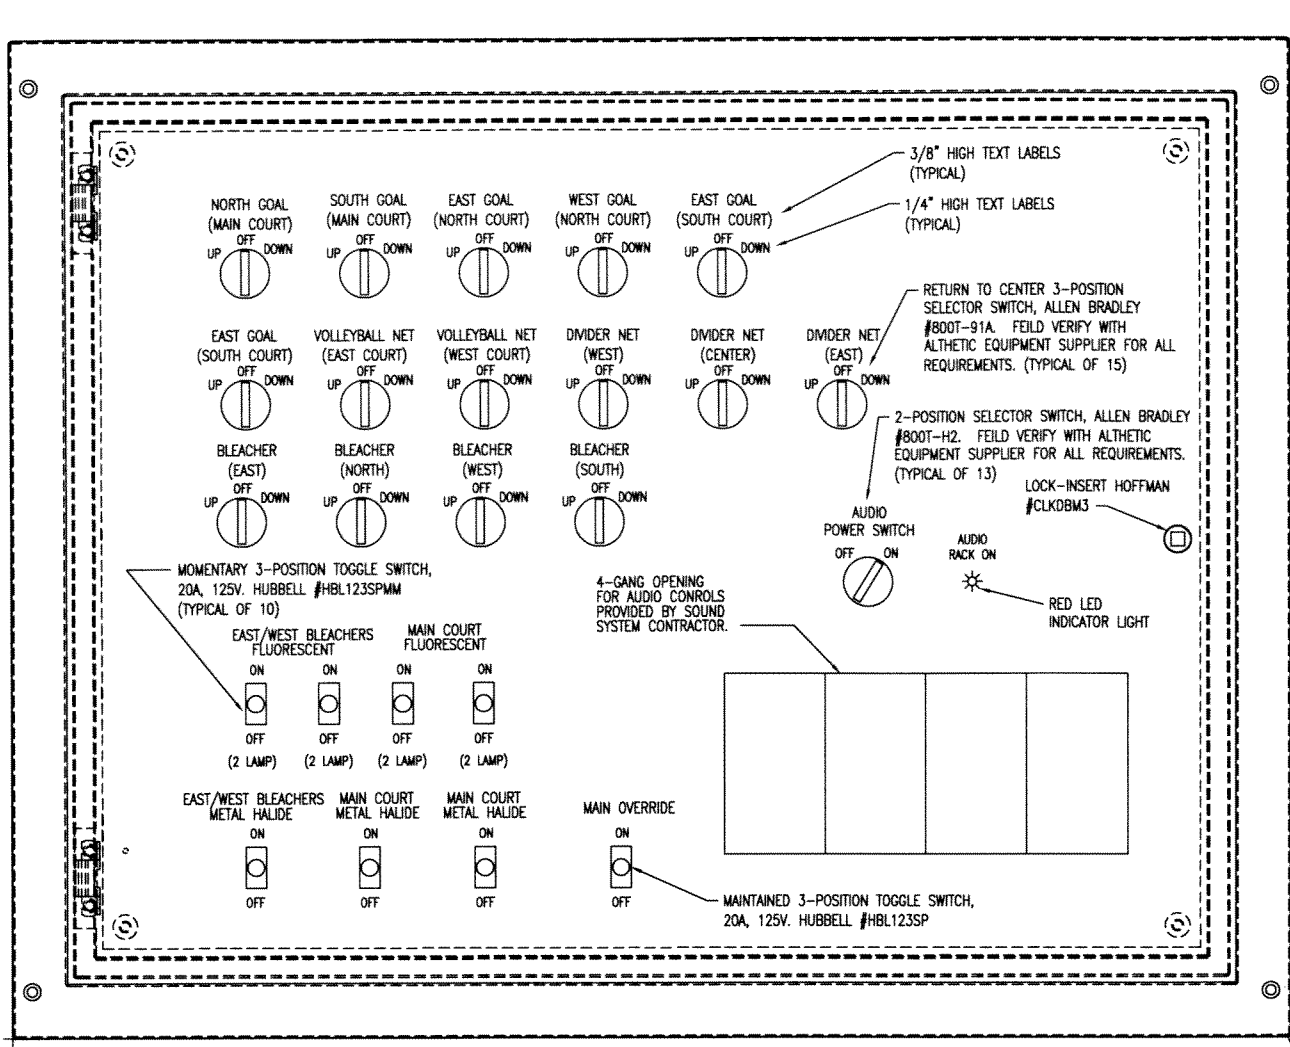 3/8" HIGH TEXT LABELS
(TYPICAL)
1/4" HIGH TEXT LABELS
(TYPICAL)
NORTH GOAL
(MAIN COURT)
OFF
UP DOWN
SOUTH GOAL
(MAIN COURT)
OFF
UP DOWN
EAST GOAL
(NORTH COURT)
OFF
UP DOWN
WEST GOAL
(NORTH COURT)
OFF
UP DOWN
EAST GOAL
(SOUTH COURT)
OFF
UP DOWN
RETURN TO CENTER 3-POSITION
SELECTOR SWITCH, ALLEN BRADLEY
#800T-91A. FEILD VERIFY WITH
ALTHETIC EQUIPMENT SUPPLIER FOR ALL
REQUIREMENTS. (TYPICAL OF 15)
EAST GOAL
(SOUTH COURT)
OFF
UP DOWN
VOLLEYBALL NET
(EAST COURT)
OFF
UP DOWN
VOLLEYBALL NET
(WEST COURT)
OFF
UP DOWN
DIVIDER NET
(WEST)
OFF
UP DOWN
DIVIDER NET
(CENTER)
OFF
UP DOWN
DIVIDER NET
(EAST)
OFF
UP DOWN
2-POSITION SELECTOR SWITCH, ALLEN BRADLEY
#800T-H2. FEILD VERIFY WITH ALTHETIC
EQUIPMENT SUPPLIER FOR ALL REQUIREMENTS.
(TYPICAL OF 13)
BLEACHER
(EAST)
OFF
UP DOWN
BLEACHER
(NORTH)
OFF
UP DOWN
BLEACHER
(WEST)
OFF
UP DOWN
BLEACHER
(SOUTH)
OFF
UP DOWN
LOCK-INSERT HOFFMAN
#CLKDBM3
AUDIO
POWER SWITCH
OFF ON
AUDIO
RACK ON
RED LED
INDICATOR LIGHT
MOMENTARY 3-POSITION TOGGLE SWITCH,
20A, 125V. HUBBELL #HBL123SPMM
(TYPICAL OF 10)
4-GANG OPENING
FOR AUDIO CONROLS
PROVIDED BY SOUND
SYSTEM CONTRACTOR.
EAST/WEST BLEACHERS
FLUORESCENT
MAIN COURT
FLUORESCENT
ON ON ON ON
OFF OFF OFF OFF
(2 LAMP) (2 LAMP) (2 LAMP) (2 LAMP)
EAST/WEST BLEACHERS
METAL HALIDE
ON
OFF
MAIN COURT
METAL HALIDE
ON
OFF
MAIN COURT
METAL HALIDE
ON
OFF
MAIN OVERRIDE
ON
OFF
MAINTAINED 3-POSITION TOGGLE SWITCH,
20A, 125V. HUBBELL #HBL123SP